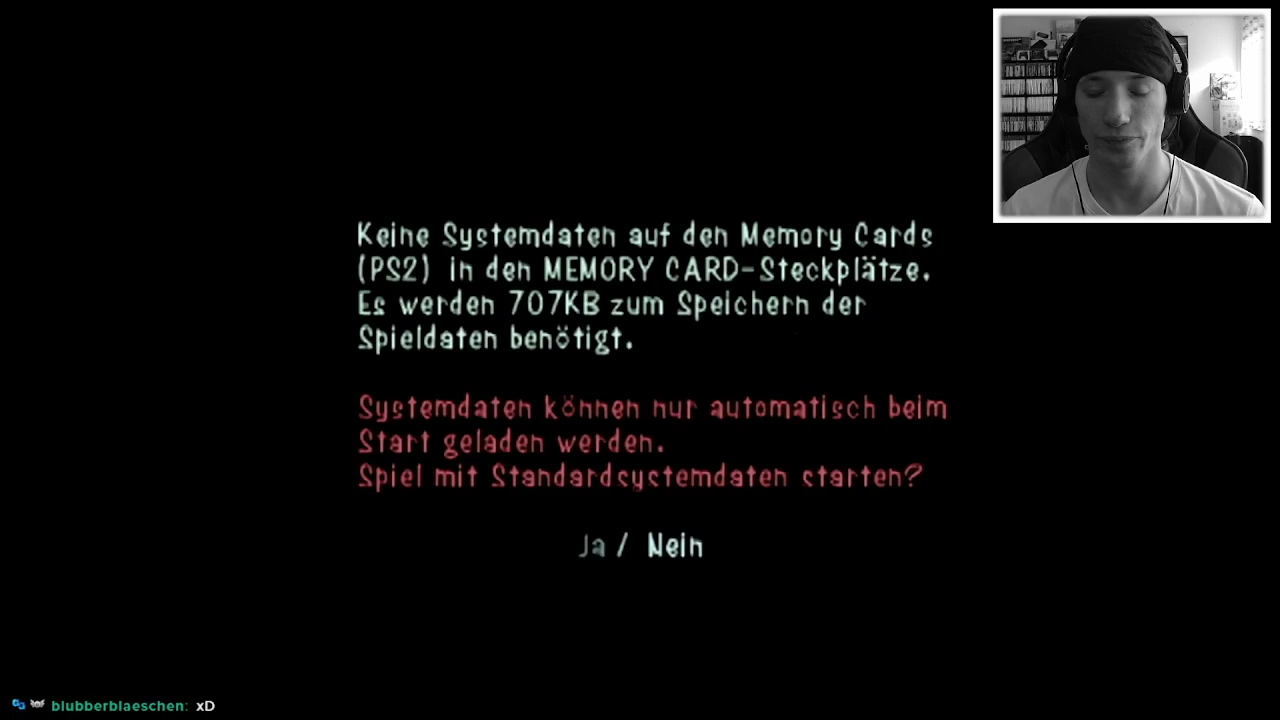 Keine Systemdaten auf den Memory Cards
(PS2) in den MEMORY CARD-Steckplätze.
Es werden 707KB zum Speichern der
Spieldaten benötigt.
Systemdaten können nur automatisch beim
Start geladen werden.
Spiel mit Standardsystemdaten starten?
Ja / Nein
blubberblaeschen: xD